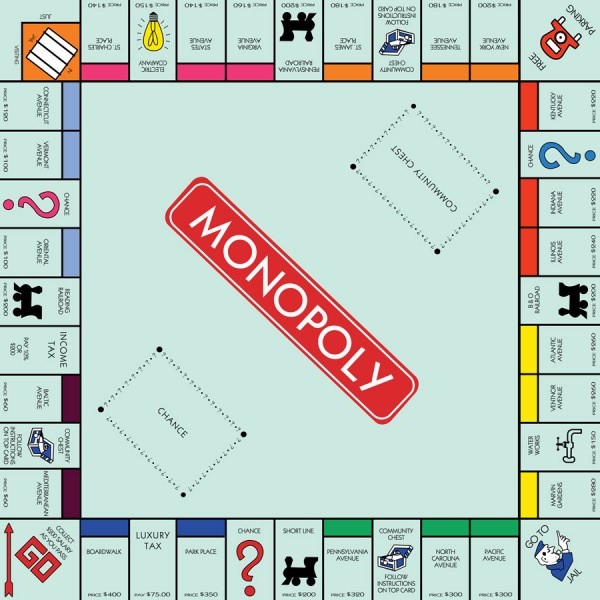 JUST
VISITING
IN
JAIL
ST CHARLES
PLACE
PRICE $140
ELECTRIC
COMPANY
PRICE $150
STATES
AVENUE
PRICE $140
VIRGINIA
AVENUE
PRICE $160
PENNSYLVANIA
RAILROAD
PRICE $200
ST JAMES
PLACE
PRICE $180
COMMUNITY
CHEST
FOLLOW
INSTRUCTIONS
ON TOP CARD
TENNESSEE
AVENUE
PRICE $180
NEW YORK
AVENUE
PRICE $200
FREE
PARKING
KENTUCKY
AVENUE
PRICE $220
CHANCE
INDIANA
AVENUE
PRICE $220
ILLINOIS
AVENUE
PRICE $240
B & O
RAILROAD
PRICE $200
ATLANTIC
AVENUE
PRICE $260
VENTNOR
AVENUE
PRICE $260
WATER
WORKS
PRICE $150
MARVIN
GARDENS
PRICE $280
GO TO
JAIL
PACIFIC
AVENUE
PRICE $300
NORTH
CAROLINA
AVENUE
PRICE $300
COMMUNITY
CHEST
FOLLOW
INSTRUCTIONS
ON TOP CARD
PENNSYLVANIA
AVENUE
PRICE $320
SHORT LINE
PRICE $200
CHANCE
PARK PLACE
PRICE $350
LUXURY
TAX
PAY $75.00
BOARDWALK
PRICE $400
COLLECT
$200 SALARY
AS YOU PASS
GO
MEDITERRANEAN
AVENUE
PRICE $60
COMMUNITY
CHEST
FOLLOW
INSTRUCTIONS
ON TOP CARD
BALTIC
AVENUE
PRICE $60
INCOME
TAX
PAY 10%
OR
$200
READING
RAILROAD
PRICE $200
ORIENTAL
AVENUE
PRICE $100
CHANCE
VERMONT
AVENUE
PRICE $100
CONNECTICUT
AVENUE
PRICE $120
COMMUNITY CHEST
MONOPOLY
CHANCE